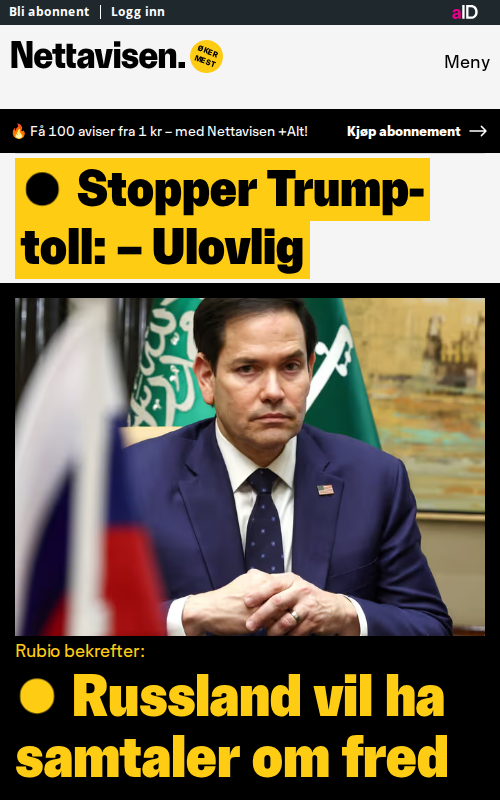 Bli abonnent | Logg inn
aID
Nettavisen.
ØKER
MEST
Meny
🔥 Få 100 aviser fra 1 kr – med Nettavisen +Alt!
Kjøp abonnement →
Stopper Trump-
toll: – Ulovlig
Rubio bekrefter:
Russland vil ha
samtaler om fred